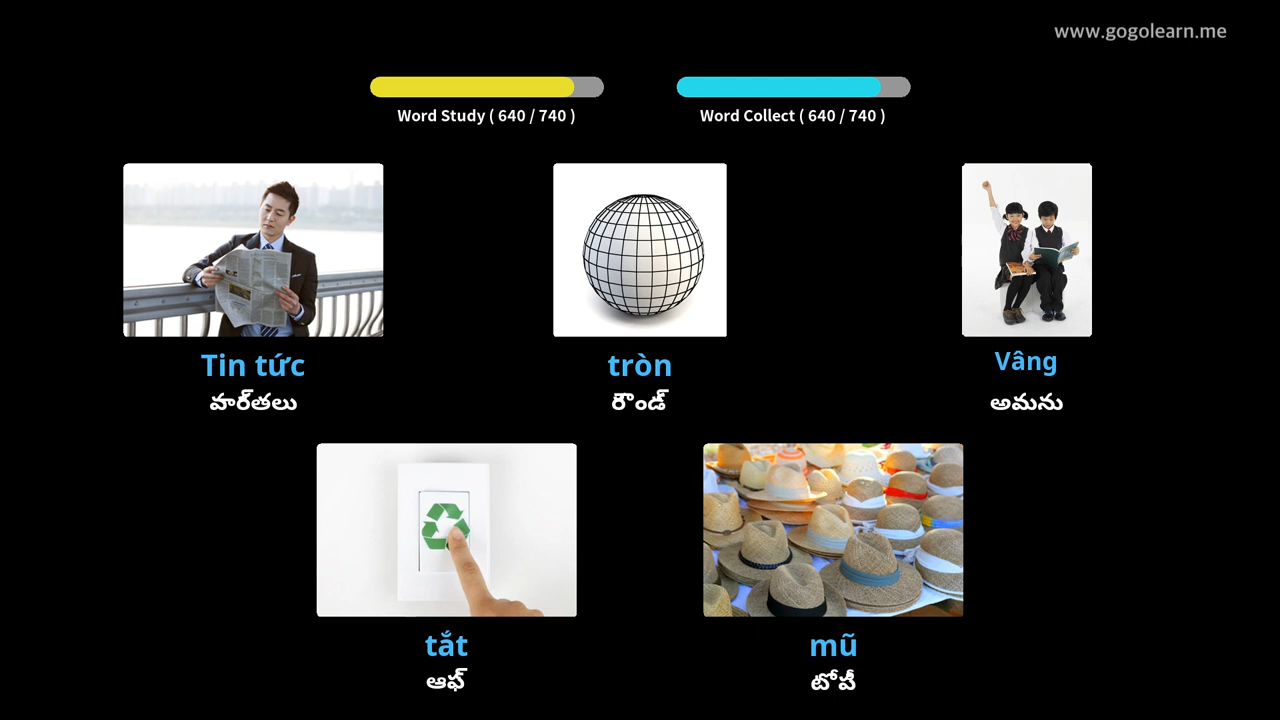 www.gogolearn.me
Word Study ( 640 / 740 )
Word Collect ( 640 / 740 )
Tin tức
వార్తలు
tròn
రౌండ్
Vâng
అవును
tắt
ఆఫ్
mũ
టోపీ